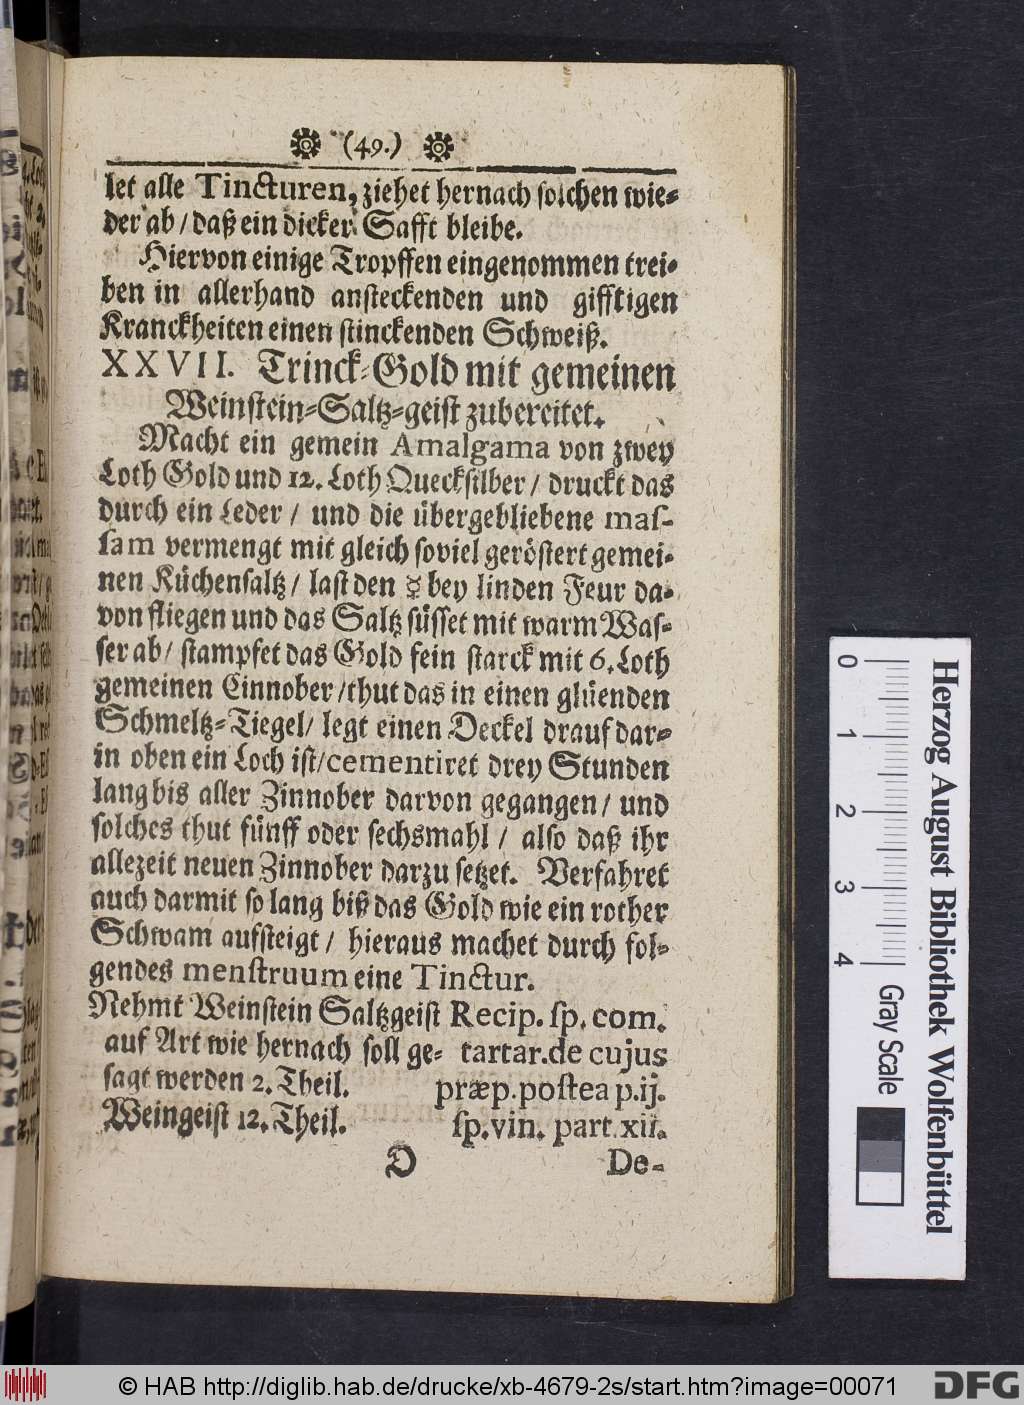 (49.)
let alle Tincturen, ziehet hernach solchen wie-
der ab / daß ein dicker Safft bleibe.
Hiervon einige Tropffen eingenommen trei-
ben in allerhand ansteckenden und gifftigen
Kranckheiten einen stinckenden Schweiß.
XXVII. Trinck-Gold mit gemeinen
Weinstein-Saltz-geist zubereitet.
Macht ein gemein Amalgama von zwey
Loth Gold und 12. Loth Quecksilber / druckt das
durch ein Leder / und die übergebliebene mas-
sam vermengt mit gleich soviel geröstert gemei-
nen Küchensaltz / last den ☿ bey linden Feur da-
von fliegen und das Saltz süsset mit warm Was-
ser ab / stampfet das Gold fein starck mit 6. Loth
gemeinen Cinnober / thut das in einen glüenden
Schmeltz-Tiegel / legt einen Deckel drauf dar-
in oben ein Loch ist / cementiret drey Stunden
lang bis aller Zinnober darvon gegangen / und
solches thut fünff oder sechsmahl / also daß ihr
allezeit neuen Zinnober darzu setzet. Verfahret
auch darmit so lang biß das Gold wie ein rother
Schwam aufsteigt / hieraus machet durch fol-
gendes menstruum eine Tinctur.
Nehmt Weinstein Saltzgeist Recip. sp. com.
auf Art wie hernach soll ge- tartar. de cujus
sagt werden 2. Theil. præp. postea p. ij.
Weingeist 12. Theil. sp. vin. part. xii.
D De-
0 1 2 3 4
Gray Scale
Herzog August Bibliothek Wolfenbüttel
© HAB http://diglib.hab.de/drucke/xb-4679-2s/start.htm?image=00071
DFG